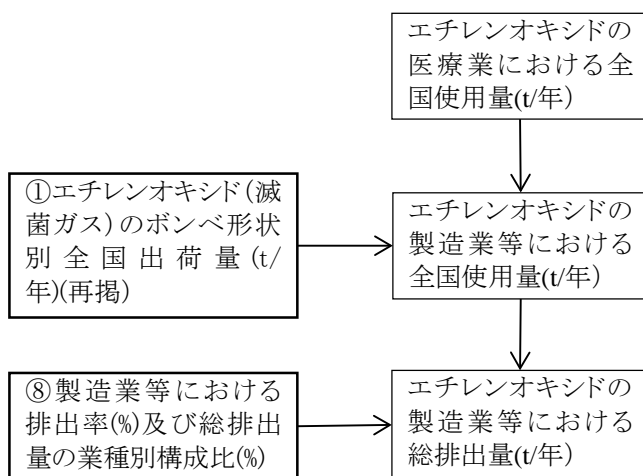 エチレンオキシドの
医療業における全
国使用量(t/年)
①エチレンオキシド(滅
菌ガス)のボンベ形状
別全国出荷量(t/
年)(再掲)
エチレンオキシドの
製造業等における
全国使用量(t/年)
⑧製造業等における
排出率(%)及び総排出
量の業種別構成比(%)
エチレンオキシドの
製造業等における
総排出量(t/年)